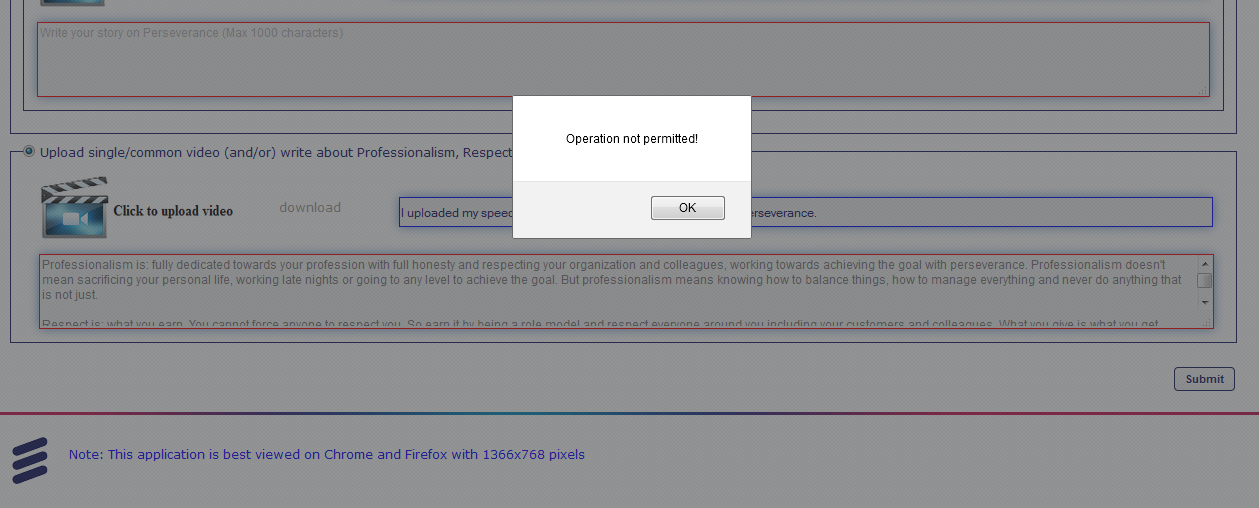 Write your story on Perseverance (Max 1000 characters)
Operation not permitted!
OK
Upload single/common video (and/or) write about Professionalism, Respect
Click to upload video
download
I uploaded my speec
erseverance.
Professionalism is: fully dedicated towards your profession with full honesty and respecting your organization and colleagues, working towards achieving the goal with perseverance. Professionalism doesn't
mean sacrificing your personal life, working late nights or going to any level to achieve the goal. But professionalism means knowing how to balance things, how to manage everything and never do anything that
is not just.
Respect is: what you earn. You cannot force anyone to respect you. So earn it by being a role model and respect everyone around you including your customers and colleagues. What you give is what you get.
Submit
Note: This application is best viewed on Chrome and Firefox with 1366x768 pixels